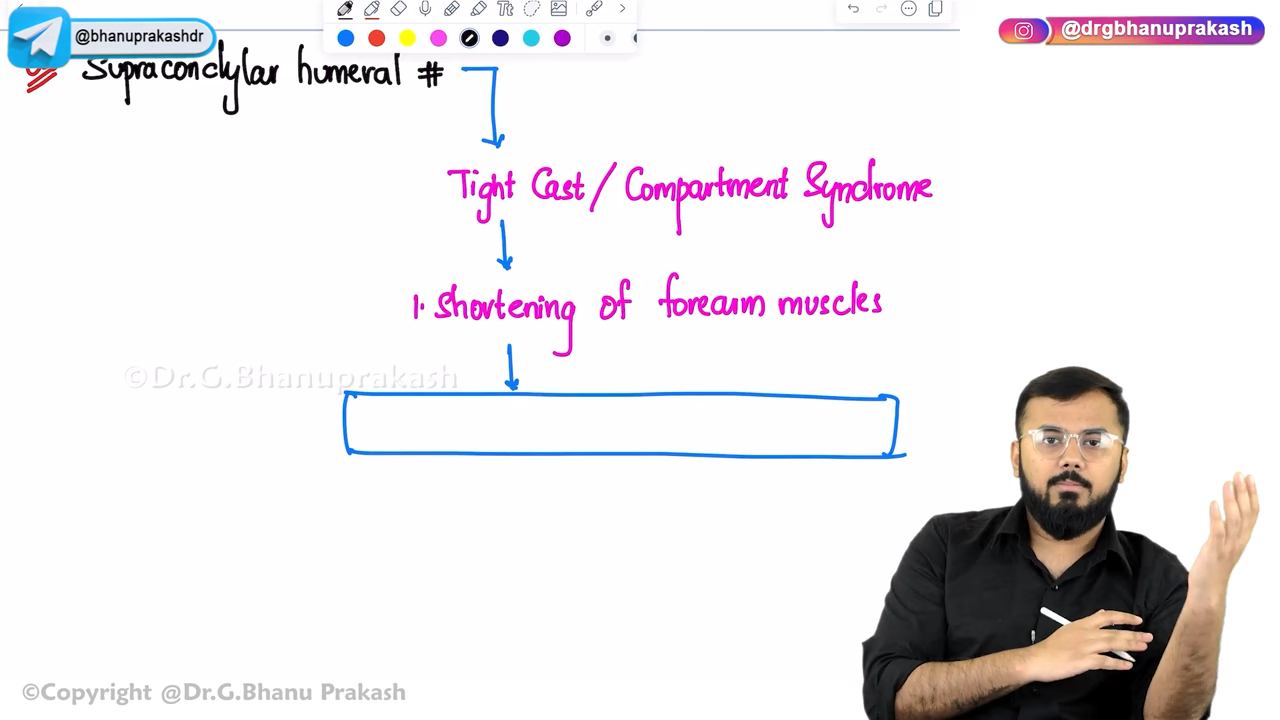 @bhanuprakashdr
@drgbhanuprakash
Tt
Supracondylar humeral #
Tight Cast / Compartment Syndrome
1. Shortening of forearm muscles
©Dr.G.Bhanuprakash
©Copyright @Dr.G.Bhanu Prakash